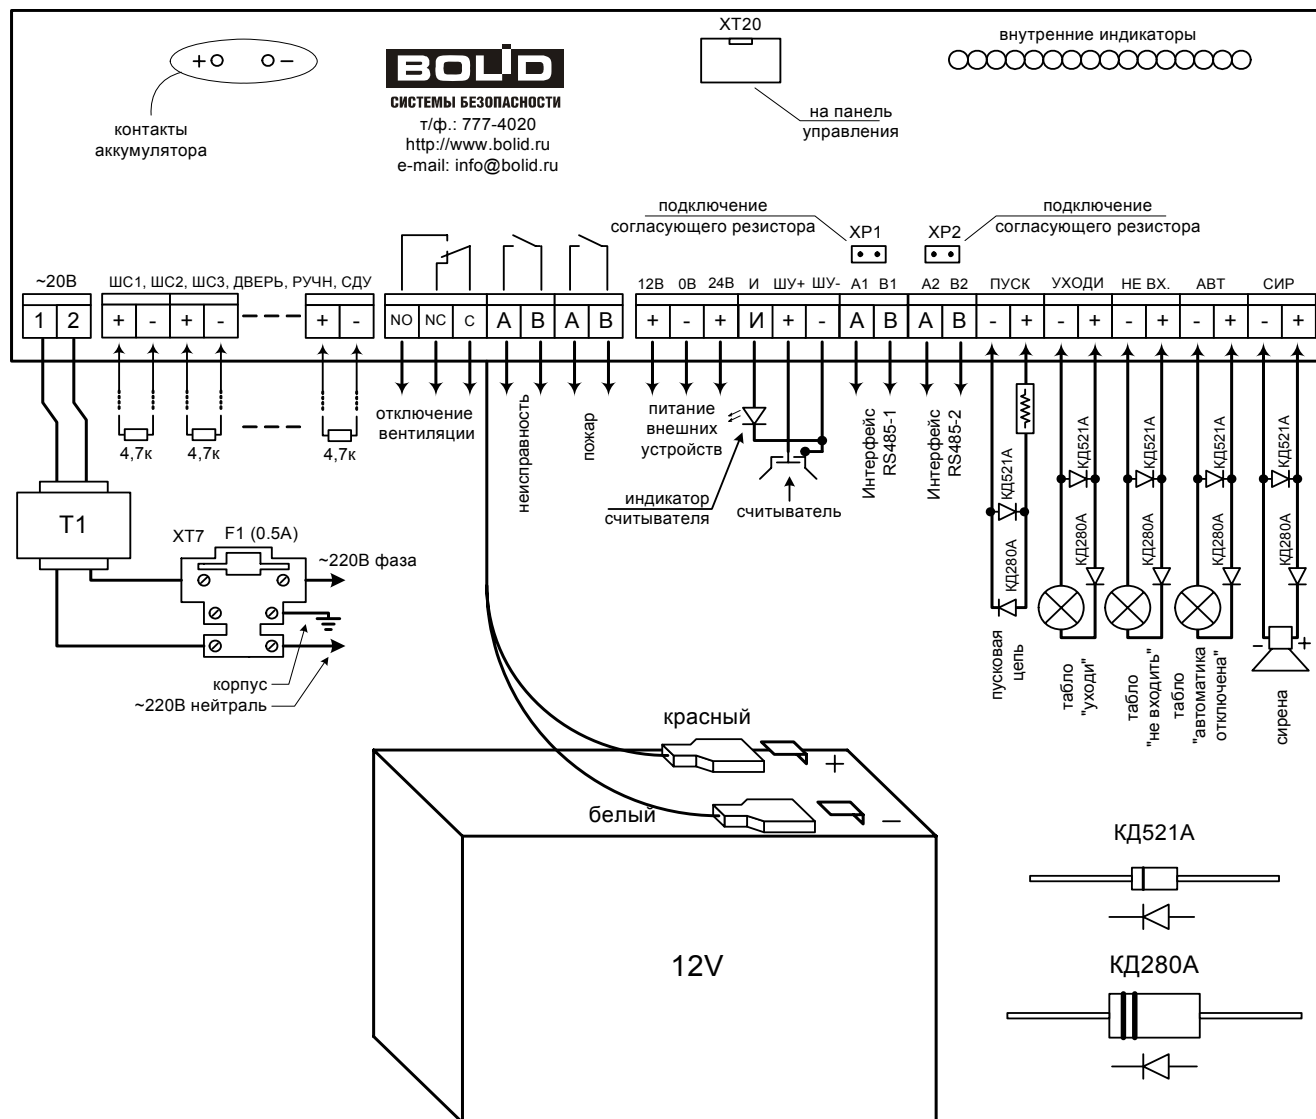 XT20
внутренние индикаторы
+ -
BOLID
СИСТЕМЫ БЕЗОПАСНОСТИ
т/ф.: 777-4020
http://www.bolid.ru
e-mail: info@bolid.ru
контакты
аккумулятора
на панель
управления
подключение
согласующего резистора
XP1
XP2
подключение
согласующего резистора
~20В
ШС1, ШС2, ШС3, ДВЕРЬ, РУЧН, СДУ
12В 0В 24В И ШУ+ ШУ- А1 В1 А2 В2 ПУСК УХОДИ НЕ ВХ. АВТ СИР
1 2 + - + - + - NO NC C A B A B + - + И + - A B A B - + - + - + - + - +
4,7к
4,7к
4,7к
отключение
вентиляции
неисправность
пожар
питание
внешних
устройств
индикатор
считывателя
считыватель
Интерфейс
RS485-1
Интерфейс
RS485-2
КД521А
КД280А
КД521А
КД280А
КД521А
КД280А
КД521А
КД280А
КД521А
КД280А
T1
XT7
F1 (0.5A)
~220В фаза
корпус
~220В нейтраль
пусковая
цепь
табло
"уходи"
табло
"не входить"
табло
"автоматика
отключена"
- +
сирена
красный
+
белый
-
12V
КД521А
КД280А